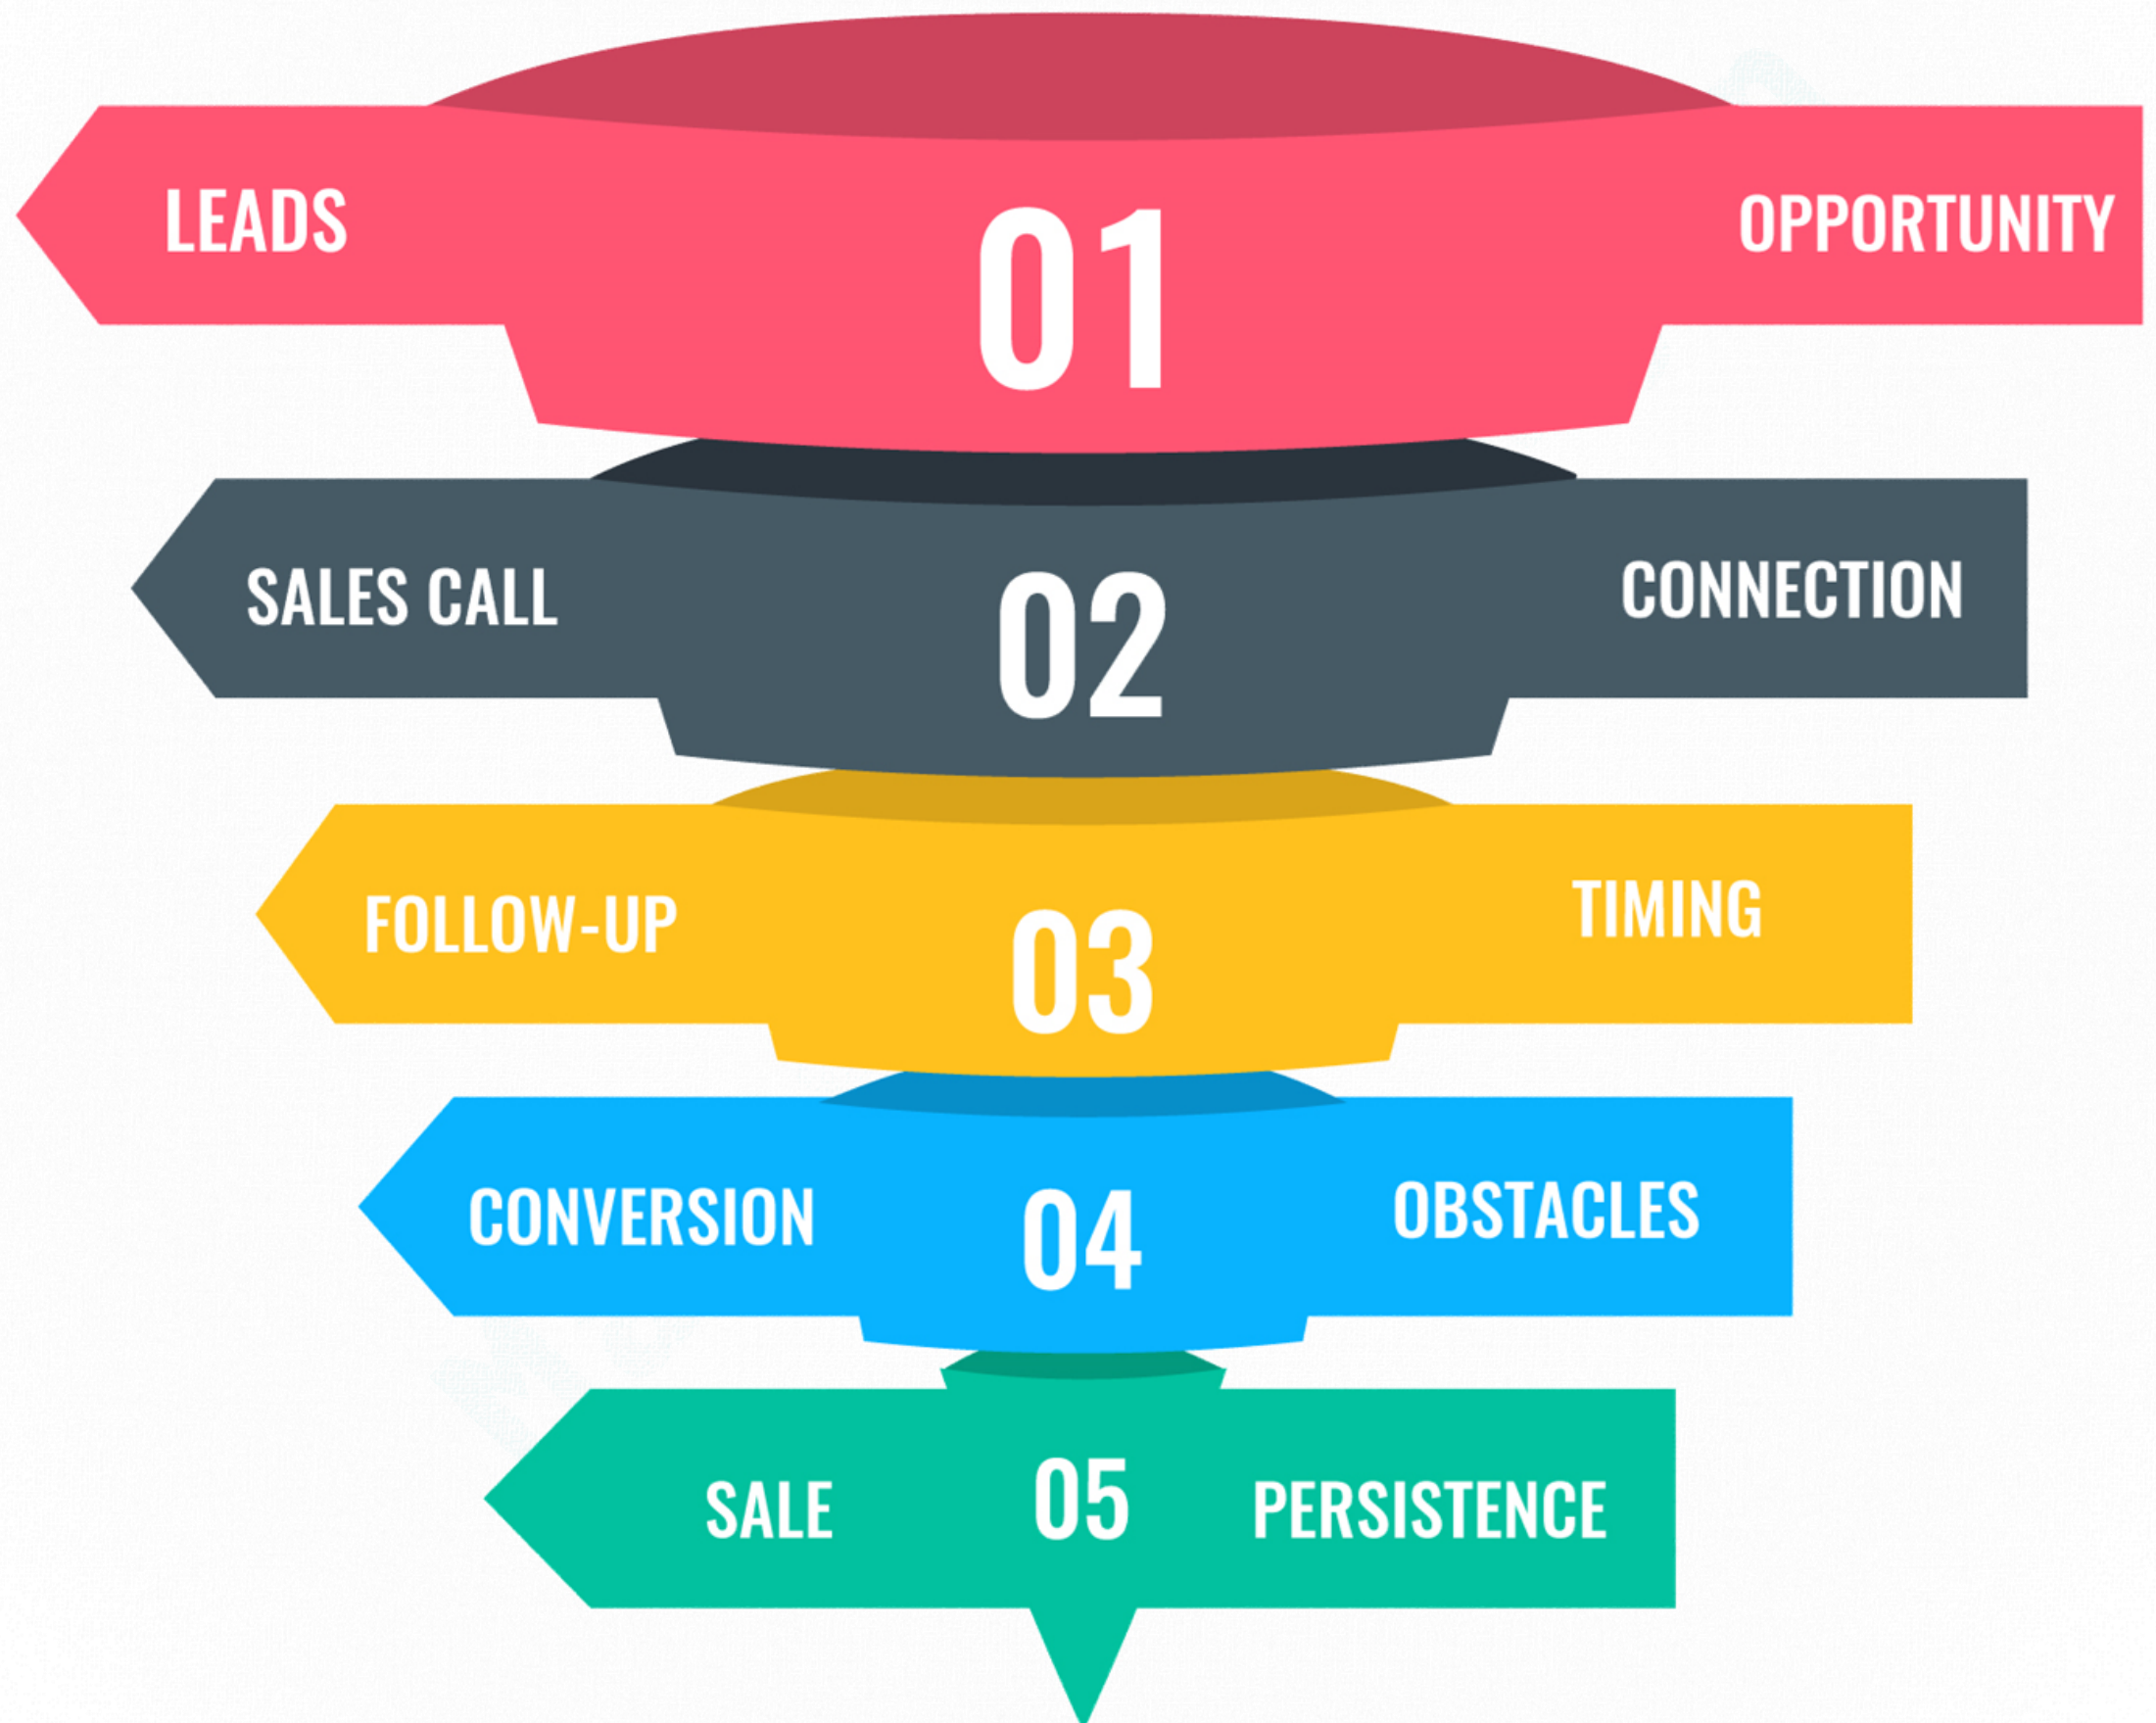 LEADS 01 OPPORTUNITY
SALES CALL 02 CONNECTION
FOLLOW-UP 03 TIMING
CONVERSION 04 OBSTACLES
SALE 05 PERSISTENCE